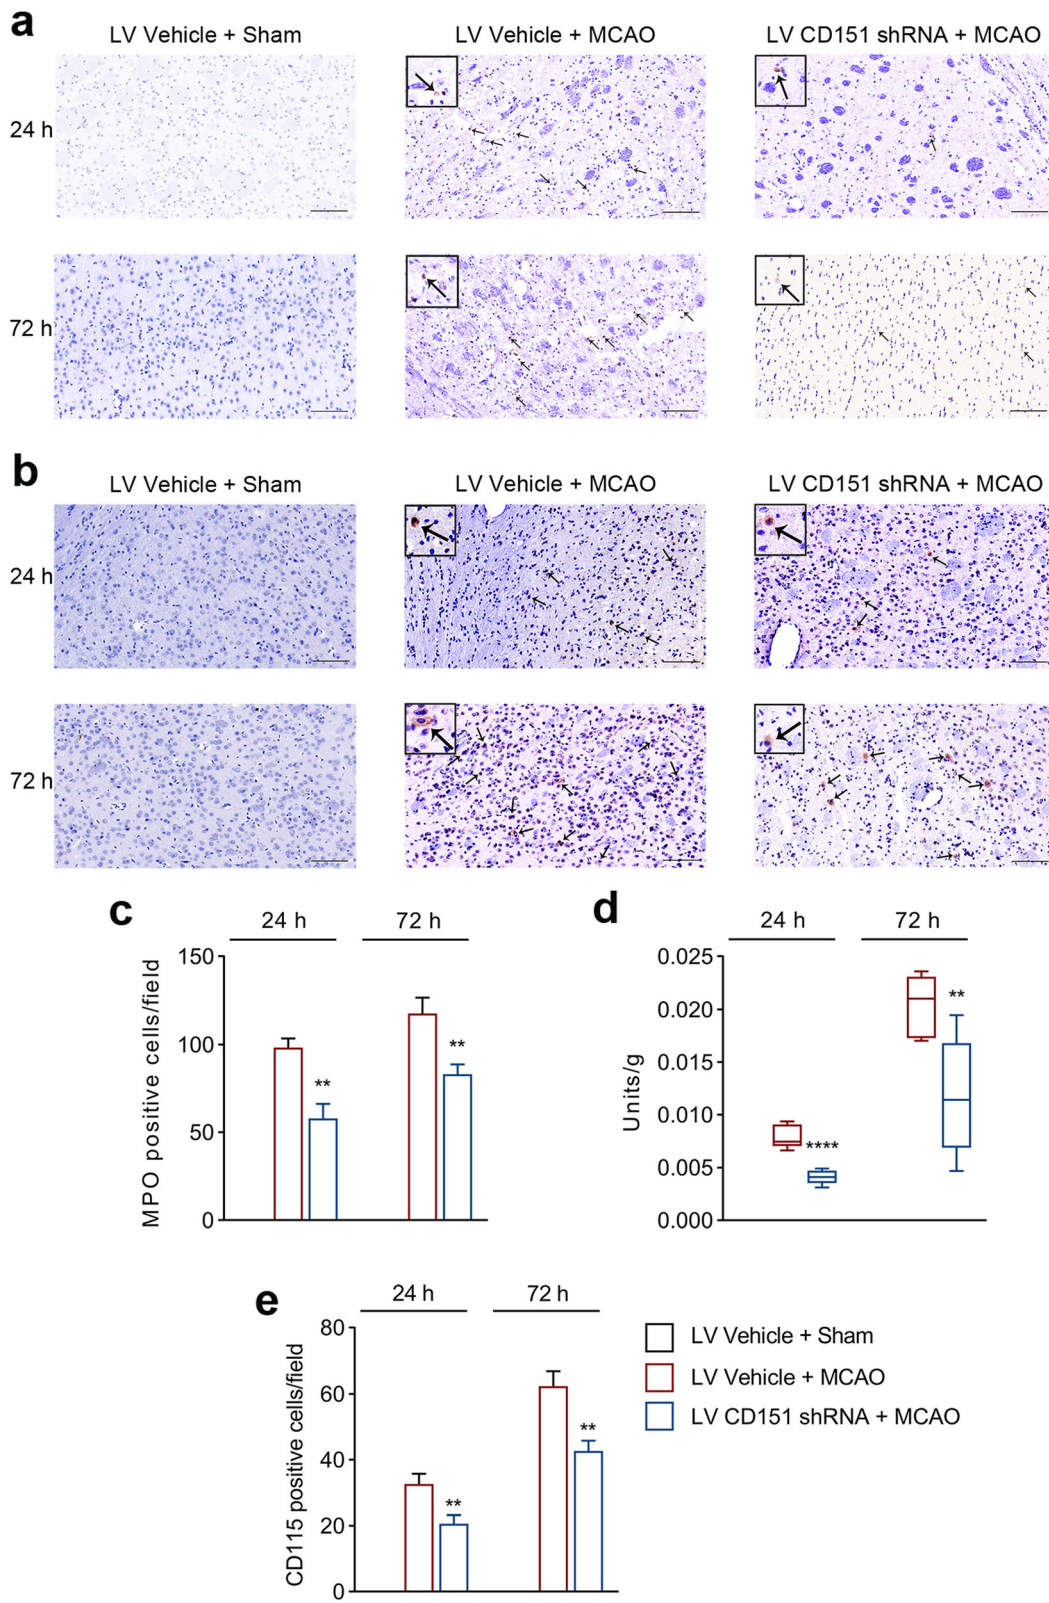 a
LV Vehicle + Sham
LV Vehicle + MCAO
LV CD151 shRNA + MCAO
24 h
72 h
b
LV Vehicle + Sham
LV Vehicle + MCAO
LV CD151 shRNA + MCAO
24 h
72 h
c
24 h
72 h
MPO positive cells/field
150
100
50
0
**
**
d
24 h
72 h
Units/g
0.025
0.020
0.015
0.010
0.005
0.000
****
**
e
24 h
72 h
CD115 positive cells/field
80
60
40
20
0
**
**
LV Vehicle + Sham
LV Vehicle + MCAO
LV CD151 shRNA + MCAO